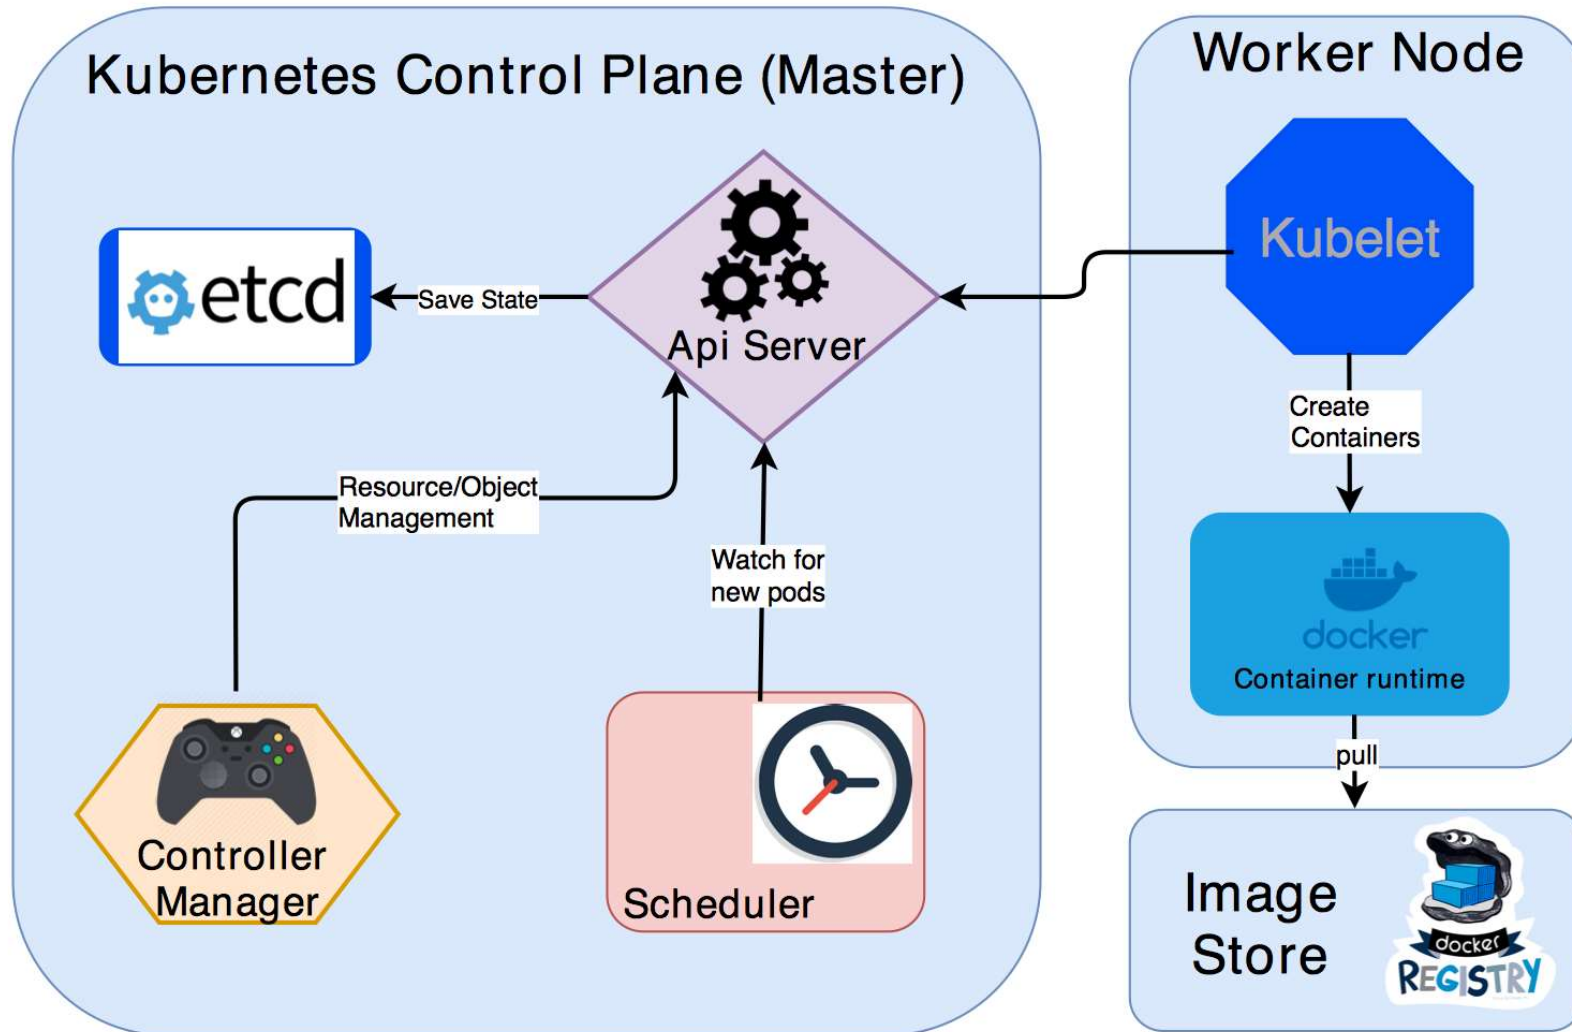 Kubernetes Control Plane (Master)
etcd
Save State
Api Server
Resource/Object
Management
Watch for
new pods
Controller
Manager
Scheduler
Worker Node
Kubelet
Create
Containers
docker
Container runtime
pull
Image
Store
docker
REGISTRY